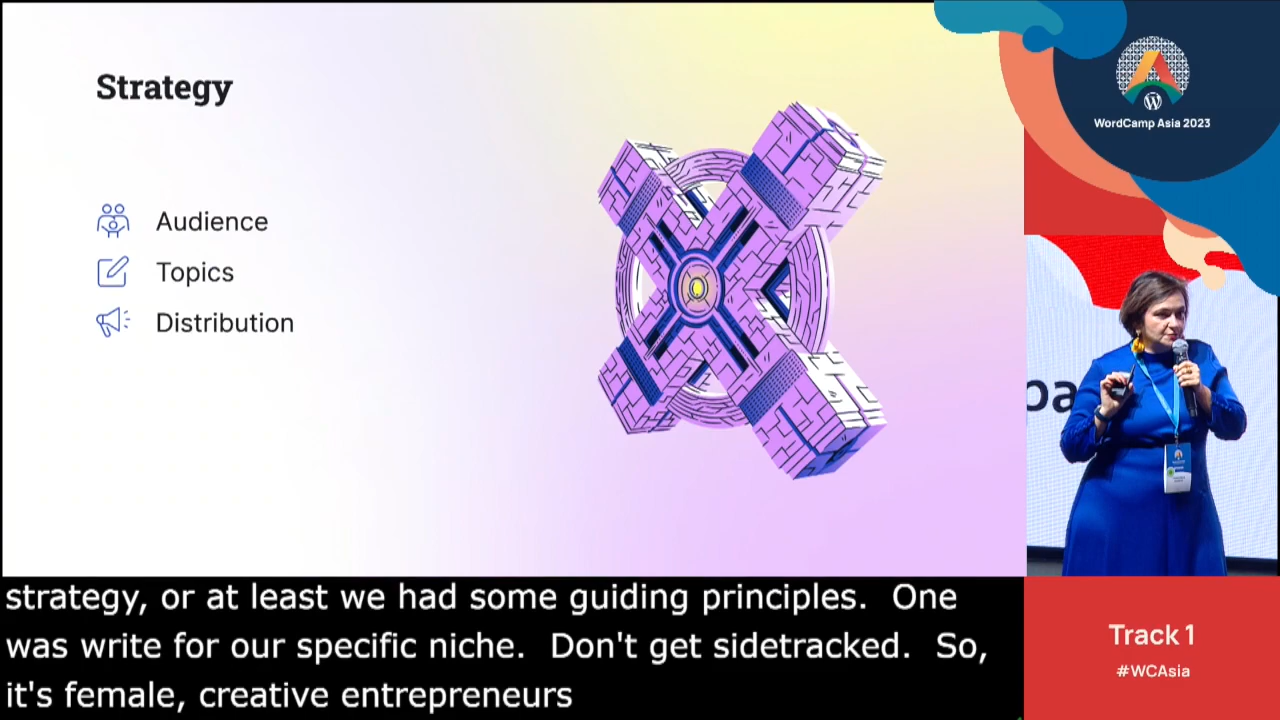 Strategy
Audience
Topics
Distribution
WordCamp Asia 2023
pa
strategy, or at least we had some guiding principles.  One
was write for our specific niche.  Don't get sidetracked.  So,
it's female, creative entrepreneurs
Track 1
#WCAsia